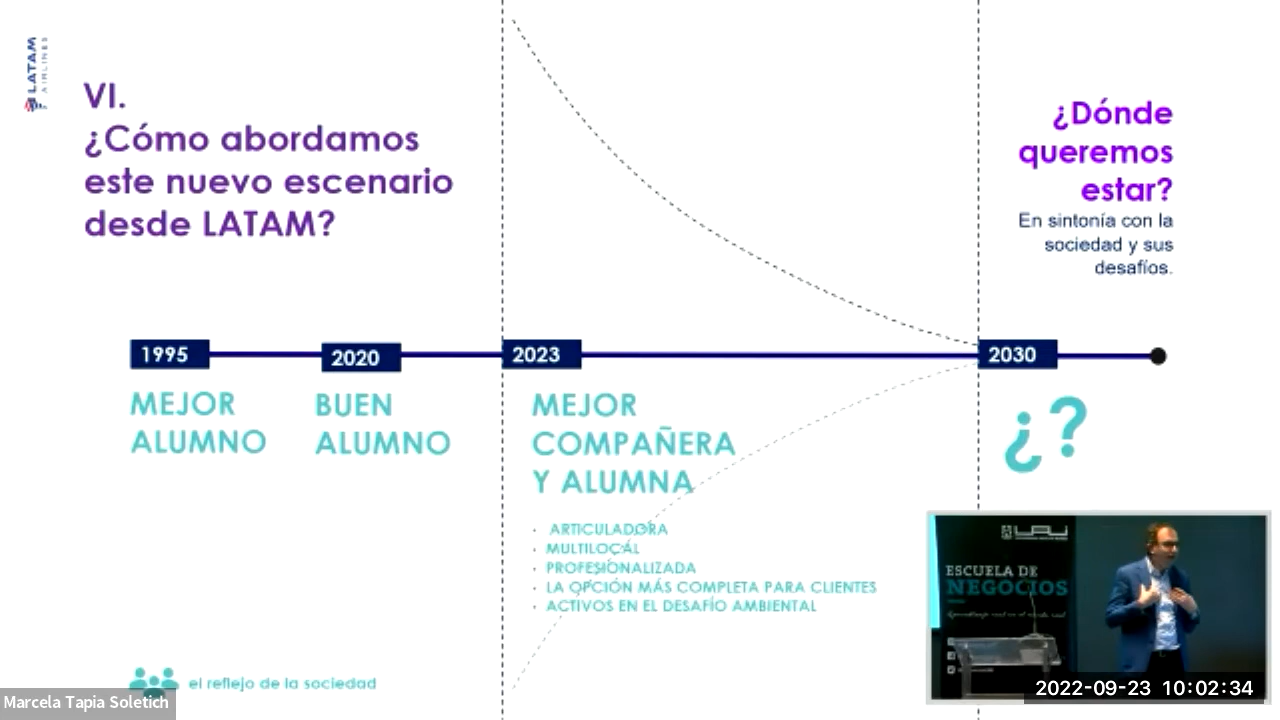 LATAM
AIRLINES
VI.
¿Cómo abordamos
este nuevo escenario
desde LATAM?
¿Dónde
queremos
estar?
En sintonía con la
sociedad y sus
desafíos.
1995
2020
2023
2030
MEJOR
ALUMNO
BUEN
ALUMNO
MEJOR
COMPAÑERA
Y ALUMNA
¿?
· ARTICULADORA
· MULTILOCAL
· PROFESIONALIZADA
· LA OPCIÓN MÁS COMPLETA PARA CLIENTES
· ACTIVOS EN EL DESAFÍO AMBIENTAL
el reflejo de la sociedad
Marcela Tapia Soletich
ESCUELA DE
NEGOCIOS
2022-09-23 10:02:34